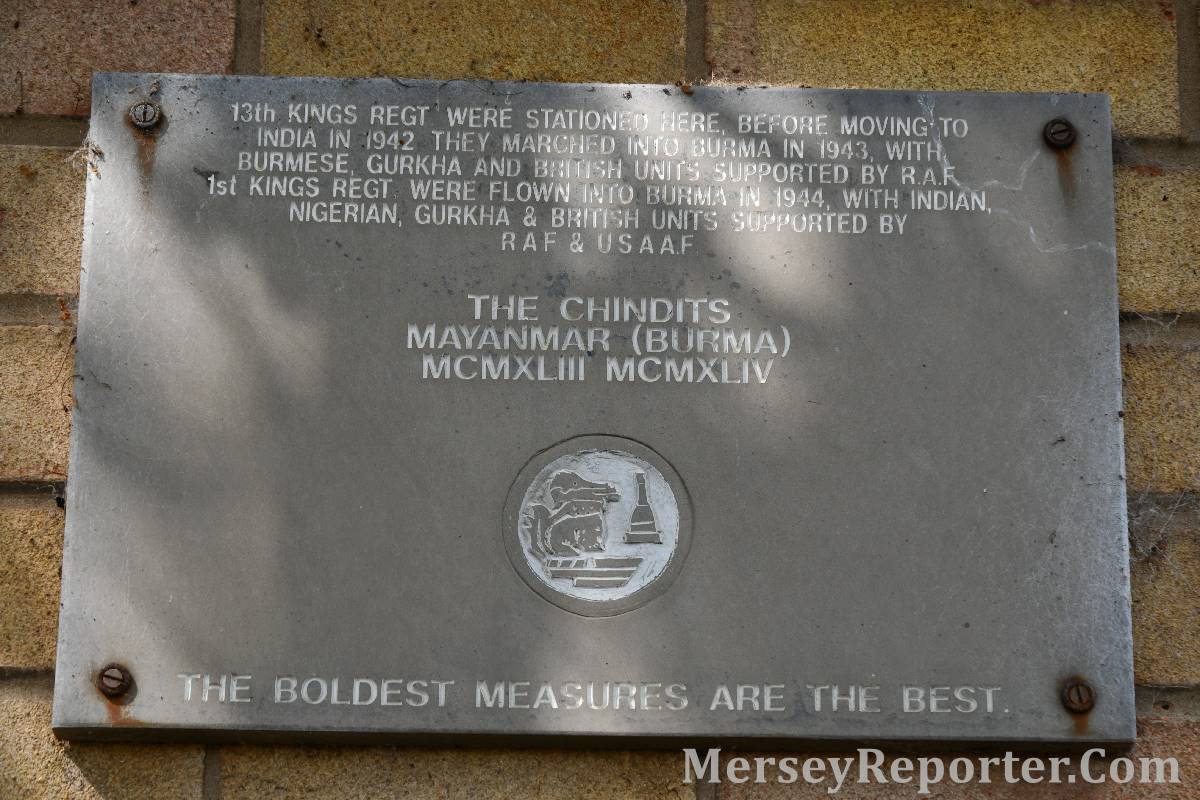 13th KINGS REGT. WERE STATIONED HERE, BEFORE MOVING TO
INDIA IN 1942. THEY MARCHED INTO BURMA IN 1943, WITH
BURMESE, GURKHA AND BRITISH UNITS SUPPORTED BY R.A.F.
1st KINGS REGT. WERE FLOWN INTO BURMA IN 1944, WITH INDIAN,
NIGERIAN, GURKHA & BRITISH UNITS SUPPORTED BY
R A F & U S A A.F
THE CHINDITS
MAYANMAR (BURMA)
MCMXLIII MCMXLIV
THE BOLDEST MEASURES ARE THE BEST.
MerseyReporter.Com